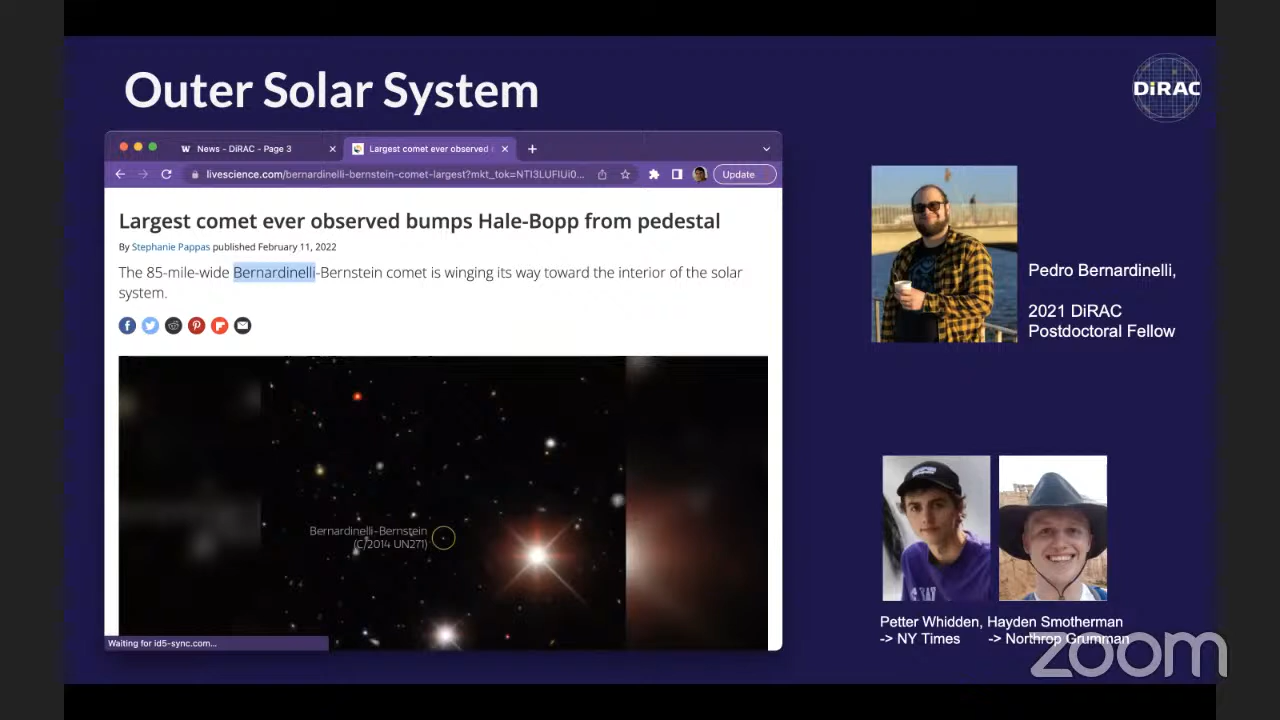 Outer Solar System
DiRAC
News - DiRAC - Page 3
Largest comet ever observed
livescience.com/bernardinelli-bernstein-comet-largest?mkt_tok=NTI3LUFIUi0...
Update
Largest comet ever observed bumps Hale-Bopp from pedestal
By Stephanie Pappas published February 11, 2022
The 85-mile-wide Bernardinelli-Bernstein comet is winging its way toward the interior of the solar
system.
Bernardinelli-Bernstein
(C/2014 UN271)
Waiting for id5-sync.com...
Pedro Bernardinelli,
2021 DiRAC
Postdoctoral Fellow
Petter Whidden, Hayden Smotherman
-> NY Times -> Northrop Grumman
zoom